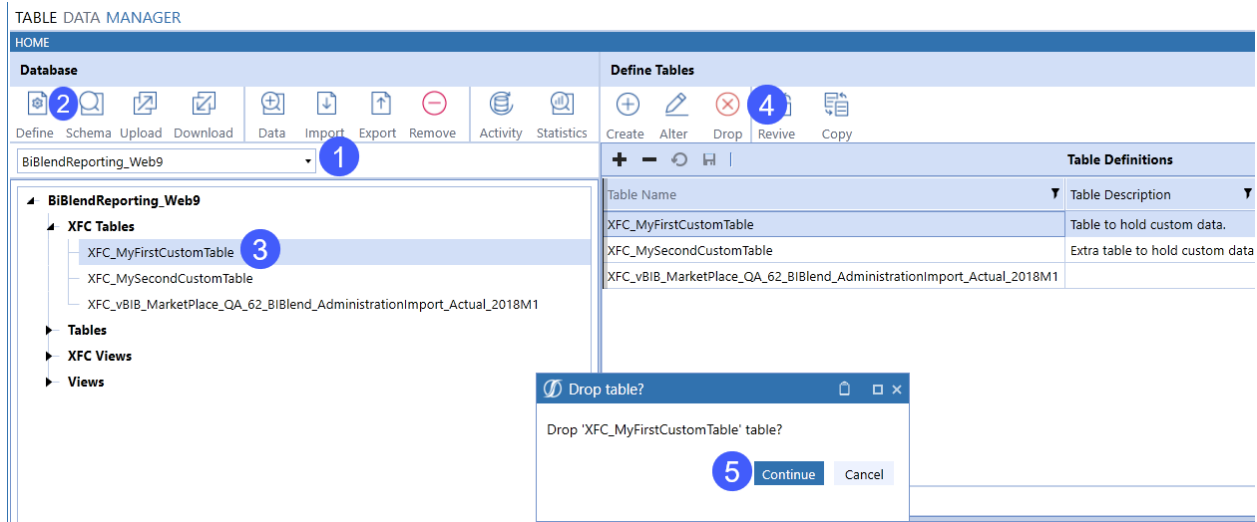 TABLE DATA MANAGER
HOME
Database
Define Tables
2
4
Define Schema Upload Download Data Import Export Remove Activity Statistics
Create Alter Drop Revive Copy
BiBlendReporting_Web9
1
Table Definitions
Table Name
Table Description
BiBlendReporting_Web9
XFC Tables
XFC_MyFirstCustomTable
3
XFC_MySecondCustomTable
XFC_vBIB_MarketPlace_QA_62_BIBlend_AdministrationImport_Actual_2018M1
Tables
XFC Views
Views
XFC_MyFirstCustomTable
Table to hold custom data.
XFC_MySecondCustomTable
Extra table to hold custom data
XFC_vBIB_MarketPlace_QA_62_BIBlend_AdministrationImport_Actual_2018M1
Drop table?
Drop 'XFC_MyFirstCustomTable' table?
5
Continue
Cancel